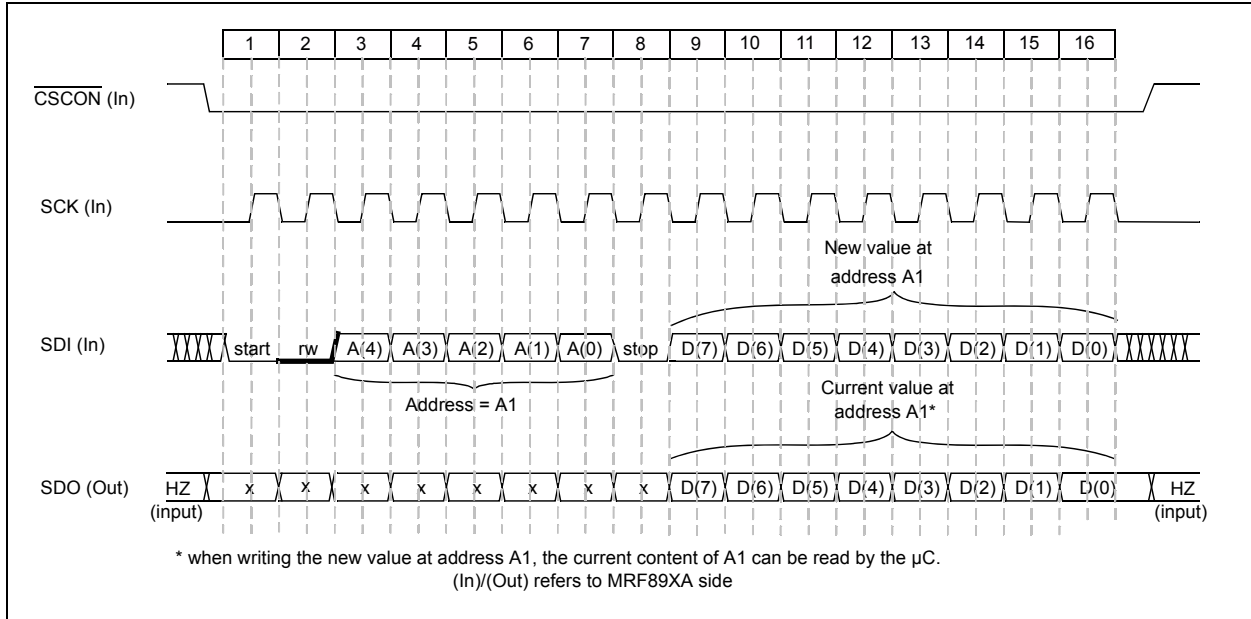 1 2 3 4 5 6 7 8 9 10 11 12 13 14 15 16
CSCON (In)
SCK (In)
New value at
address A1
SDI (In) start rw A(4) A(3) A(2) A(1) A(0) stop D(7) D(6) D(5) D(4) D(3) D(2) D(1) D(0)
Address = A1
Current value at
address A1*
SDO (Out) HZ x x x x x x x x D(7) D(6) D(5) D(4) D(3) D(2) D(1) D(0) HZ
(input) (input)
* when writing the new value at address A1, the current content of A1 can be read by the µC.
(In)/(Out) refers to MRF89XA side